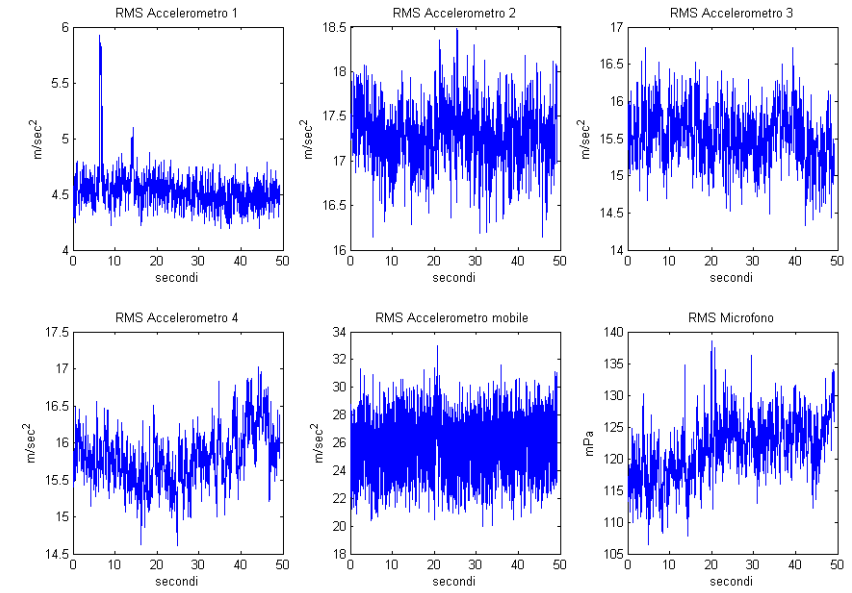 RMS Accelerometro 1
6
5.5
5
4.5
4
m/sec²
0 10 20 30 40 50
secondi
RMS Accelerometro 2
18.5
18
17.5
17
16.5
16
m/sec²
0 10 20 30 40 50
secondi
RMS Accelerometro 3
17
16.5
16
15.5
15
14.5
14
m/sec²
0 10 20 30 40 50
secondi
RMS Accelerometro 4
17.5
17
16.5
16
15.5
15
14.5
m/sec²
0 10 20 30 40 50
secondi
RMS Accelerometro mobile
34
32
30
28
26
24
22
20
18
m/sec²
0 10 20 30 40 50
secondi
RMS Microfono
140
135
130
125
120
115
110
105
mPa
0 10 20 30 40 50
secondi